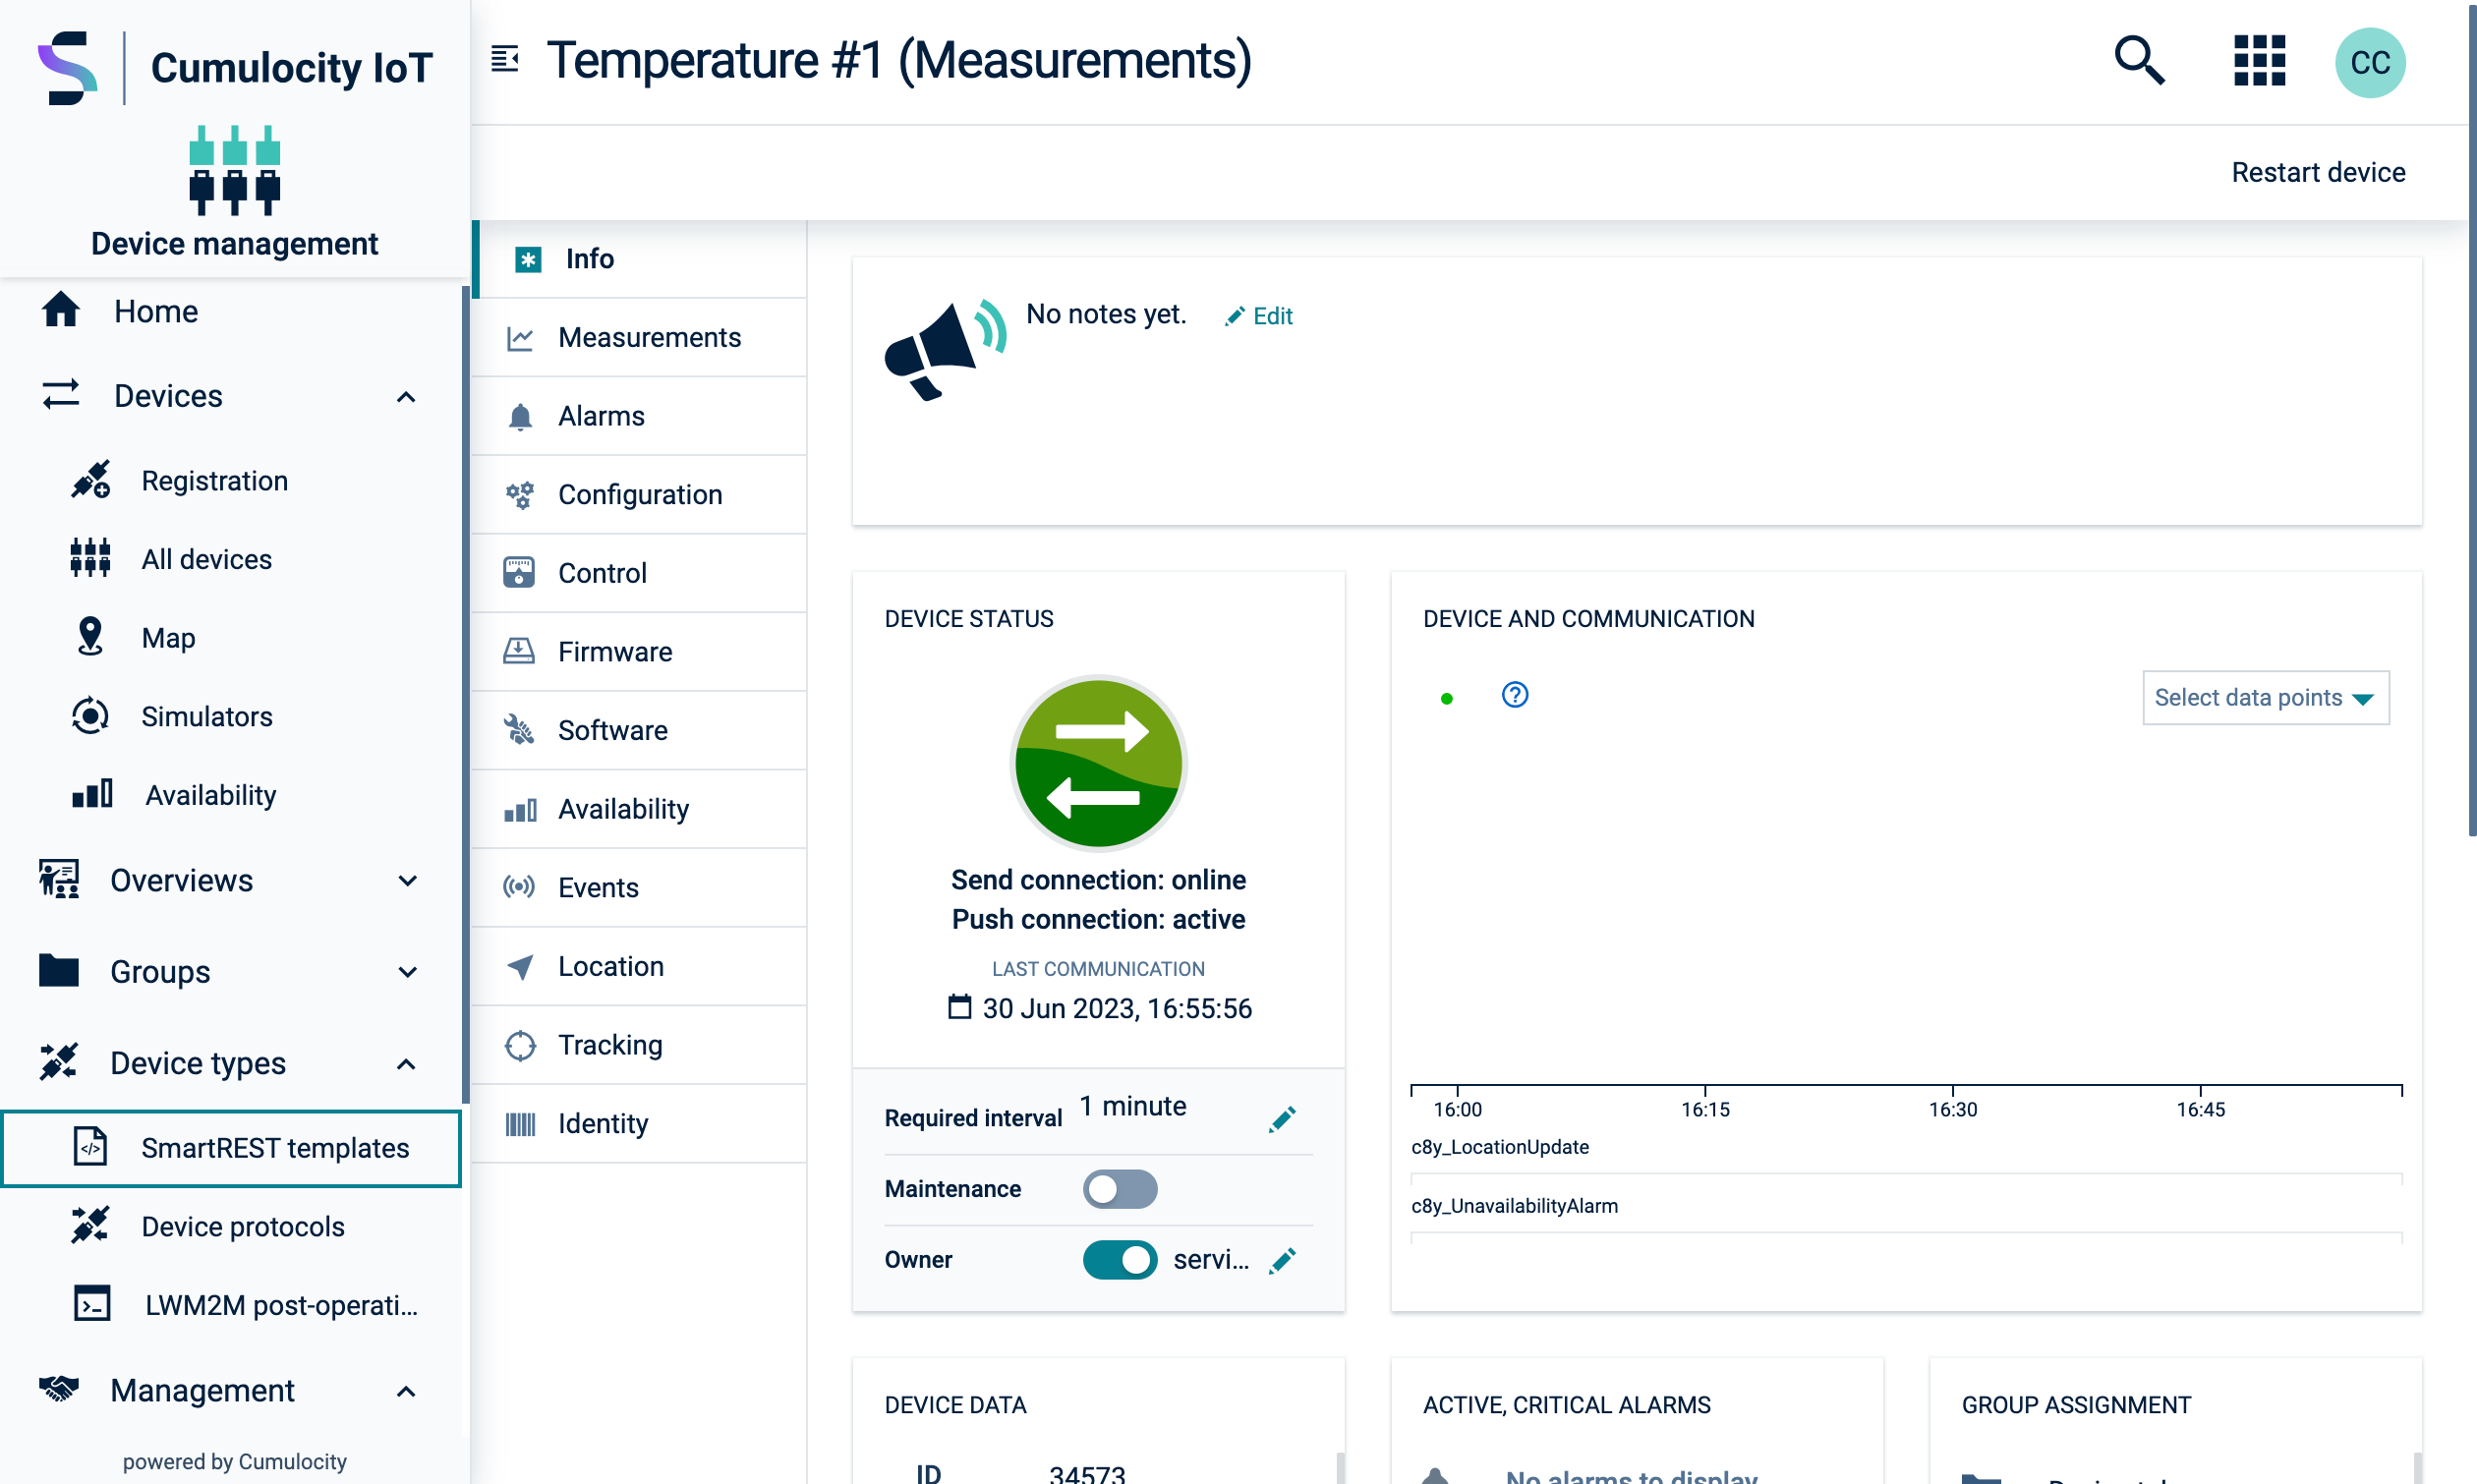 Cumulocity IoT
Device management
Home
Devices
Registration
All devices
Map
Simulators
Availability
Overviews
Groups
Device types
SmartREST templates
Device protocols
LWM2M post-operati...
Management
powered by Cumulocity
Temperature #1 (Measurements)
CC
Restart device
Info
Measurements
Alarms
Configuration
Control
Firmware
Software
Availability
Events
Location
Tracking
Identity
No notes yet. Edit
DEVICE STATUS
Send connection: online
Push connection: active
LAST COMMUNICATION
30 Jun 2023, 16:55:56
Required interval 1 minute
Maintenance
Owner servi...
DEVICE AND COMMUNICATION
Select data points
16:00 16:15 16:30 16:45
c8y_LocationUpdate
c8y_UnavailabilityAlarm
DEVICE DATA
ID 34573
ACTIVE, CRITICAL ALARMS
No alarms to display
GROUP ASSIGNMENT